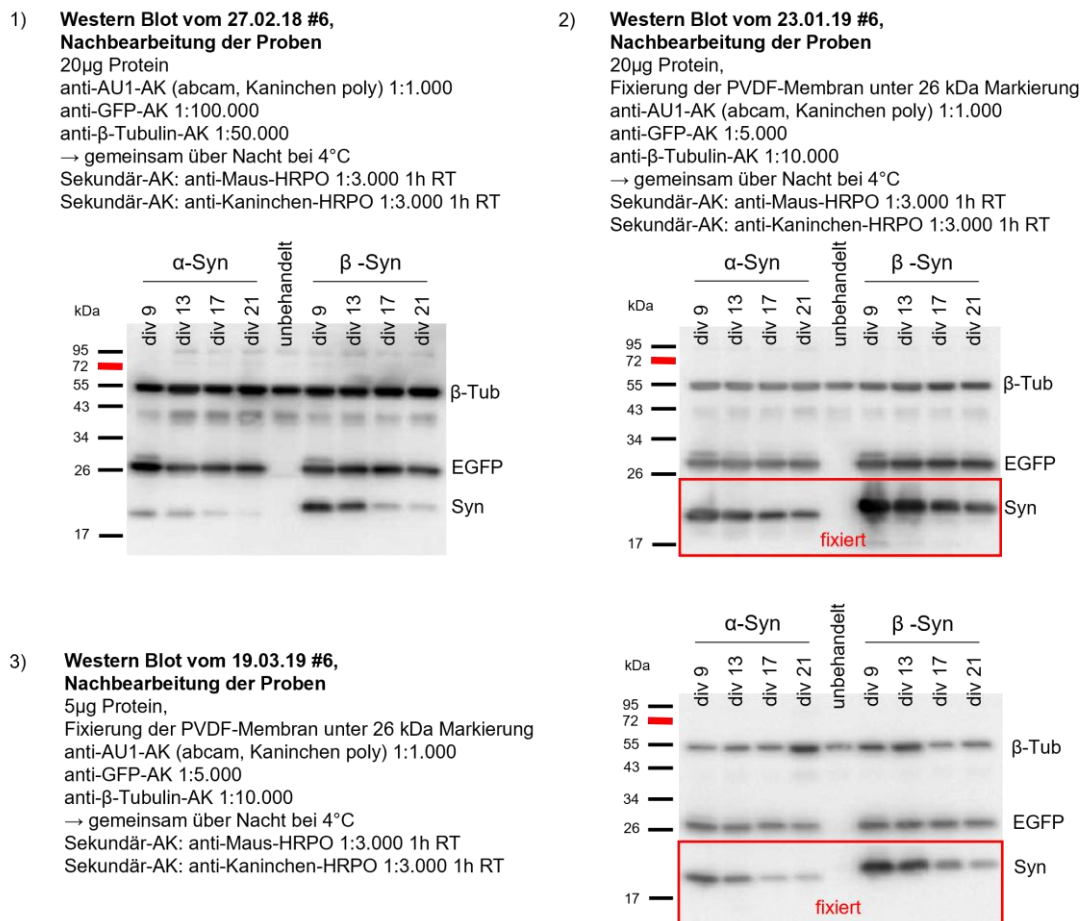 1)
Western Blot vom 27.02.18 #6,
Nachbearbeitung der Proben
20µg Protein
anti-AU1-AK (abcam, Kaninchen poly) 1:1.000
anti-GFP-AK 1:100.000
anti-β-Tubulin-AK 1:50.000
→ gemeinsam über Nacht bei 4°C
Sekundär-AK: anti-Maus-HRPO 1:3.000 1h RT
Sekundär-AK: anti-Kaninchen-HRPO 1:3.000 1h RT
α-Syn
unbehandelt
β -Syn
kDa
div 9
div 13
div 17
div 21
div 9
div 13
div 17
div 21
95
72
55
43
34
26
17
β-Tub
EGFP
Syn
2)
Western Blot vom 23.01.19 #6,
Nachbearbeitung der Proben
20µg Protein,
Fixierung der PVDF-Membran unter 26 kDa Markierung
anti-AU1-AK (abcam, Kaninchen poly) 1:1.000
anti-GFP-AK 1:5.000
anti-β-Tubulin-AK 1:10.000
→ gemeinsam über Nacht bei 4°C
Sekundär-AK: anti-Maus-HRPO 1:3.000 1h RT
Sekundär-AK: anti-Kaninchen-HRPO 1:3.000 1h RT
α-Syn
unbehandelt
β -Syn
kDa
div 9
div 13
div 17
div 21
div 9
div 13
div 17
div 21
95
72
55
43
34
26
17
β-Tub
EGFP
Syn
fixiert
3)
Western Blot vom 19.03.19 #6,
Nachbearbeitung der Proben
5µg Protein,
Fixierung der PVDF-Membran unter 26 kDa Markierung
anti-AU1-AK (abcam, Kaninchen poly) 1:1.000
anti-GFP-AK 1:5.000
anti-β-Tubulin-AK 1:10.000
→ gemeinsam über Nacht bei 4°C
Sekundär-AK: anti-Maus-HRPO 1:3.000 1h RT
Sekundär-AK: anti-Kaninchen-HRPO 1:3.000 1h RT
α-Syn
unbehandelt
β -Syn
kDa
div 9
div 13
div 17
div 21
div 9
div 13
div 17
div 21
95
72
55
43
34
26
17
β-Tub
EGFP
Syn
fixiert